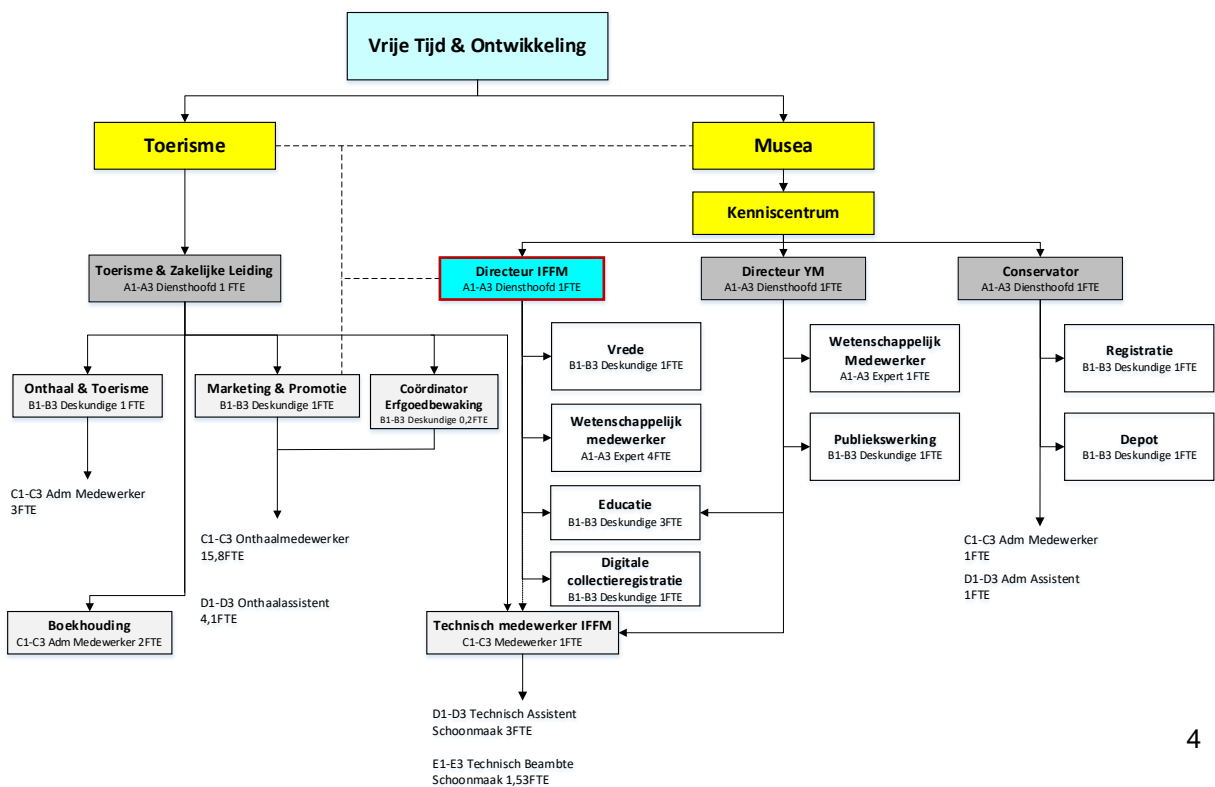 Vrije Tijd & Ontwikkeling
Toerisme
Musea
Kenniscentrum
Toerisme & Zakelijke Leiding
A1-A3 Diensthoofd 1 FTE
Directeur IFFM
A1-A3 Diensthoofd 1FTE
Directeur YM
A1-A3 Diensthoofd 1FTE
Conservator
A1-A3 Diensthoofd 1FTE
Onthaal & Toerisme
B1-B3 Deskundige 1 FTE
Marketing & Promotie
B1-B3 Deskundige 1FTE
Coördinator
Erfgoedbewaking
B1-B3 Deskundige 0,2FTE
Vrede
B1-B3 Deskundige 1FTE
Wetenschappelijk
Medewerker
A1-A3 Expert 1FTE
Registratie
B1-B3 Deskundige 1FTE
Wetenschappelijk
medewerker
A1-A3 Expert 4FTE
Publiekswerking
B1-B3 Deskundige 1FTE
Depot
B1-B3 Deskundige 1FTE
C1-C3 Adm Medewerker
3FTE
Educatie
B1-B3 Deskundige 3FTE
C1-C3 Onthaalmedewerker
15,8FTE
D1-D3 Onthaalassistent
4,1FTE
C1-C3 Adm Medewerker
1FTE
D1-D3 Adm Assistent
1FTE
Digitale
collectieregistratie
B1-B3 Deskundige 1FTE
Boekhouding
C1-C3 Adm Medewerker 2FTE
Technisch medewerker IFFM
C1-C3 Medewerker 1FTE
D1-D3 Technisch Assistent
Schoonmaak 3FTE
E1-E3 Technisch Beambte
Schoonmaak 1,53FTE
4